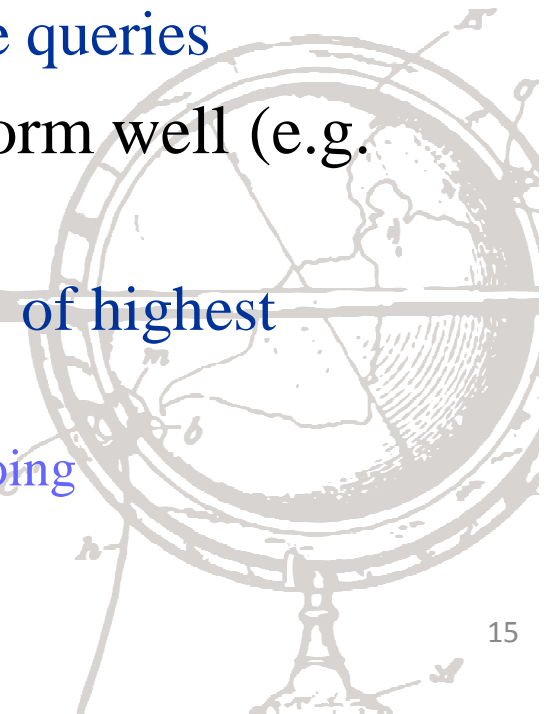 e queries
orm well (e.g.
of highest
m
b
ping
h
15